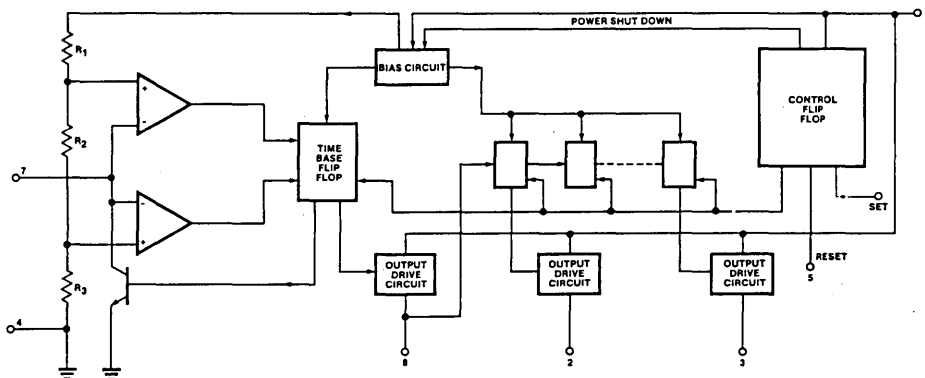 POWER SHUT DOWN
R1
BIAS CIRCUIT
CONTROL
FLIP
FLOP
+
-
R2
TIME
BASE
FLIP
FLOP
7
-
+
SET
R3
OUTPUT
DRIVE
CIRCUIT
OUTPUT
DRIVE
CIRCUIT
OUTPUT
DRIVE
CIRCUIT
RESET
5
4
8
2
3